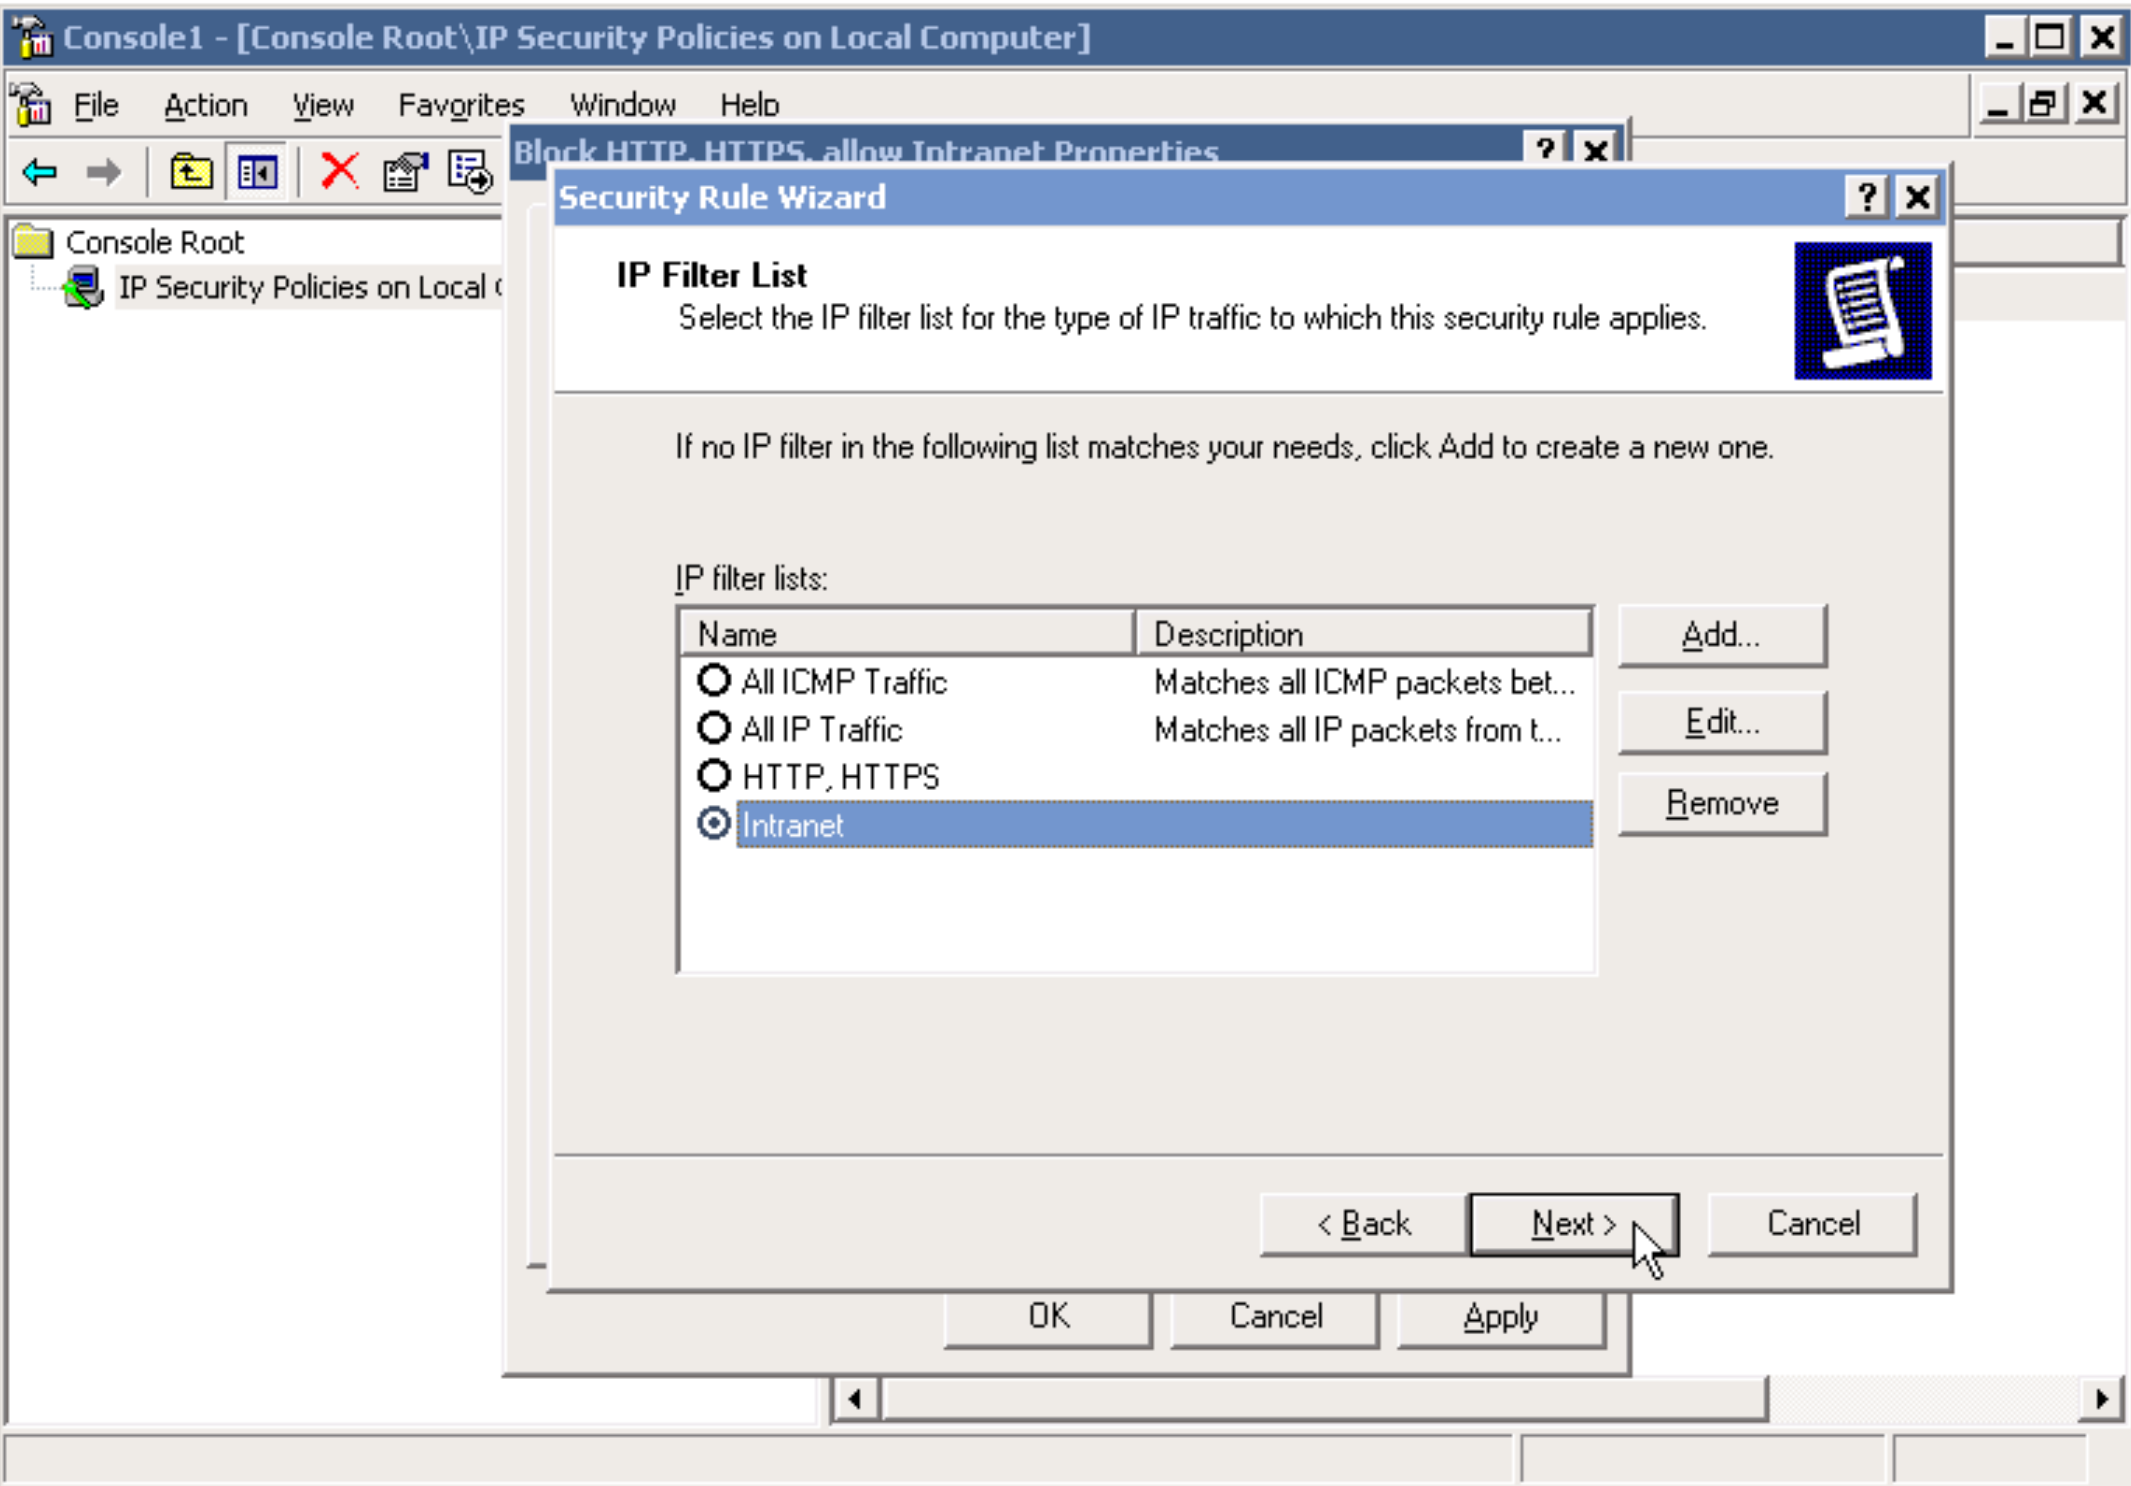 Console1 - [Console Root\IP Security Policies on Local Computer]
File Action View Favorites Window Help
Block HTTP, HTTPS, allow Intranet Properties
Security Rule Wizard
Console Root
IP Security Policies on Local
IP Filter List
Select the IP filter list for the type of IP traffic to which this security rule applies.
If no IP filter in the following list matches your needs, click Add to create a new one.
IP filter lists:
Name Description
All ICMP Traffic Matches all ICMP packets bet...
All IP Traffic Matches all IP packets from t...
HTTP, HTTPS
Intranet
Add...
Edit...
Remove
< Back Next > Cancel
OK Cancel Apply